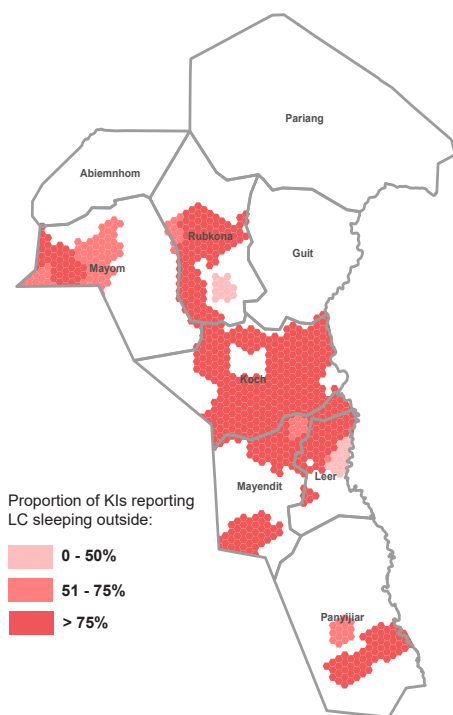 Pariang
Abiemnhom
Rubkona
Guit
Mayom
Koch
Mayendit
Leer
Proportion of KIs reporting
LC sleeping outside:
0 - 50%
51 - 75%
> 75%
Panyijiar